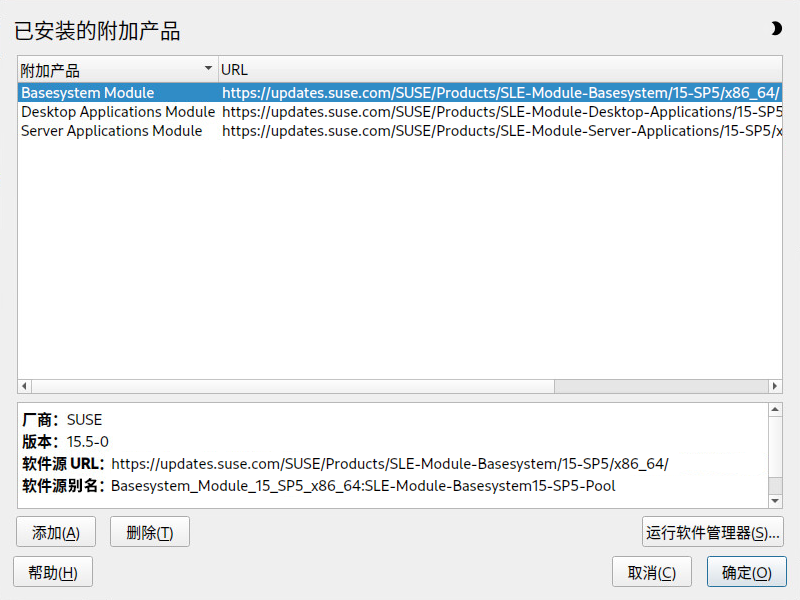 已安装的附加产品
附加产品 URL
Basesystem Module https://updates.suse.com/SUSE/Products/SLE-Module-Basesystem/15-SP5/x86_64/
Desktop Applications Module https://updates.suse.com/SUSE/Products/SLE-Module-Desktop-Applications/15-SP5
Server Applications Module https://updates.suse.com/SUSE/Products/SLE-Module-Server-Applications/15-SP5/x
厂商: SUSE
版本: 15.5-0
软件源 URL: https://updates.suse.com/SUSE/Products/SLE-Module-Basesystem/15-SP5/x86_64/
软件源别名: Basesystem_Module_15_SP5_x86_64:SLE-Module-Basesystem15-SP5-Pool
添加(A) 删除(T) 运行软件管理器(S)...
帮助(H) 取消(C) 确定(O)